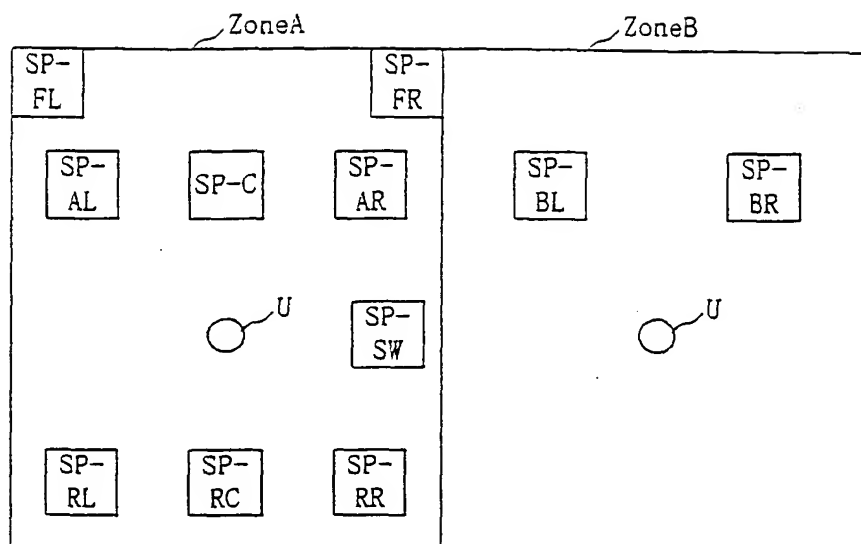 ZoneA
ZoneB
SP-
FL
SP-
FR
SP-
AL
SP-C
SP-
AR
SP-
BL
SP-
BR
U
SP-
SW
U
SP-
RL
SP-
RC
SP-
RR